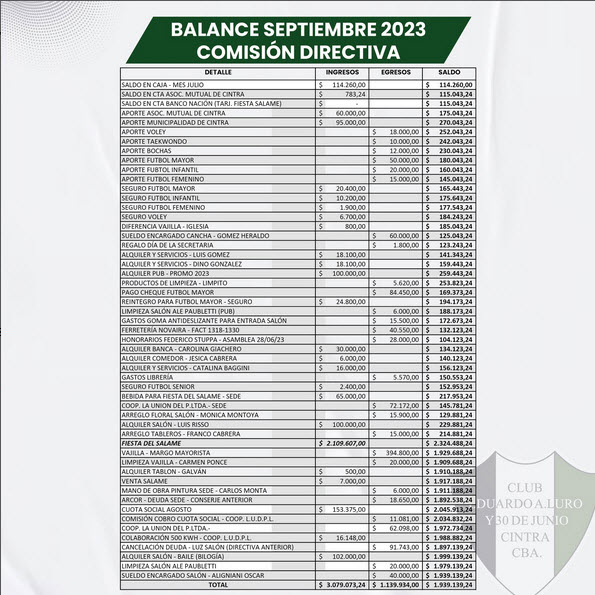 BALANCE SEPTIEMBRE 2023
COMISIÓN DIRECTIVA
DETALLE INGRESOS EGRESOS SALDO
SALDO EN CAJA - MES JULIO $ 114.260,00 $ 114.260,00
SALDO EN CTA ASOC. MUTUAL DE CINTRA $ 783,24 $ 115.043,24
SALDO EN CTA BANCO NACIÓN (TARJ. FIESTA SALAME) $ - $ 115.043,24
APORTE ASOC. MUTUAL DE CINTRA $ 60.000,00 $ 175.043,24
APORTE MUNICIPALIDAD DE CINTRA $ 95.000,00 $ 270.043,24
APORTE VOLEY $ 18.000,00 $ 252.043,24
APORTE TAEKWONDO $ 10.000,00 $ 242.043,24
APORTE BOCHAS $ 12.000,00 $ 230.043,24
APORTE FUTBOL MAYOR $ 50.000,00 $ 180.043,24
APORTE FUBTOL INFANTIL $ 20.000,00 $ 160.043,24
APORTE FUTBOL FEMENINO $ 15.000,00 $ 145.043,24
SEGURO FUTBOL MAYOR $ 20.400,00 $ 165.443,24
SEGURO FUTBOL INFANTIL $ 10.200,00 $ 175.643,24
SEGURO FUTBOL FEMENINO $ 1.900,00 $ 177.543,24
SEGURO VOLEY $ 6.700,00 $ 184.243,24
DIFERENCIA VAJILLA - IGLESIA $ 800,00 $ 185.043,24
SUELDO ENCARGADO CANCHA - GOMEZ HERALDO $ 60.000,00 $ 125.043,24
REGALO DÍA DE LA SECRETARIA $ 1.800,00 $ 123.243,24
ALQUILER Y SERVICIOS - LUIS GOMEZ $ 18.100,00 $ 141.343,24
ALQUILER Y SERVICIOS - DINO GONZALEZ $ 18.100,00 $ 159.443,24
ALQUILER PUB - PROMO 2023 $ 100.000,00 $ 259.443,24
PRODUCTOS DE LIMPIEZA - LIMPITO $ 5.620,00 $ 253.823,24
PAGO CHEQUE FUTBOL MAYOR $ 84.450,00 $ 169.373,24
REINTEGRO PARA FUTBOL MAYOR - SEGURO $ 24.800,00 $ 194.173,24
LIMPIEZA SALÓN ALE PAUBLETTI (PUB) $ 6.000,00 $ 188.173,24
GASTOS GOMA ANTIDESLIZANTE PARA ENTRADA SALÓN $ 15.500,00 $ 172.673,24
FERRETERÍA NOVAIRA - FACT 1318-1330 $ 40.550,00 $ 132.123,24
HONORARIOS FEDERICO STUPPA - ASAMBLEA 28/06/23 $ 28.000,00 $ 104.123,24
ALQUILER BANCA - CAROLINA GIACHERO $ 30.000,00 $ 134.123,24
ALQUILER COMEDOR - JESICA CABRERA $ 6.000,00 $ 140.123,24
ALQUILER Y SERVICIOS - CATALINA BAGGINI $ 16.000,00 $ 156.123,24
GASTOS LIBRERÍA $ 5.570,00 $ 150.553,24
SEGURO FUTBOL SENIOR $ 2.400,00 $ 152.953,24
BEBIDA PARA FIESTA DEL SALAME - SEDE $ 65.000,00 $ 217.953,24
COOP. LA UNION DEL P.LTDA.- SEDE $ 72.172,00 $ 145.781,24
ARREGLO FLORAL SALÓN - MONICA MONTOYA $ 15.900,00 $ 129.881,24
ALQUILER SALÓN - LUIS RISSO $ 100.000,00 $ 229.881,24
ARREGLO TABLEROS - FRANCO CABRERA $ 15.000,00 $ 214.881,24
FIESTA DEL SALAME $ 2.109.607,00 $ 2.324.488,24
VAJILLA - MARGO MAYORISTA $ 394.800,00 $ 1.929.688,24
LIMPIEZA VAJILLA - CARMEN PONCE $ 20.000,00 $ 1.909.688,24
ALQUILER TABLON - GALVÁN $ 500,00 $ 1.910.188,24
VENTA SALAME $ 7.000,00 $ 1.917.188,24
MANO DE OBRA PINTURA SEDE - CARLOS MONTA $ 6.000,00 $ 1.911.188,24
ARCOR - DEUDA SEDE - CONSERJE ANTERIOR $ 18.650,00 $ 1.892.538,24
CUOTA SOCIAL AGOSTO $ 153.375,00 $ 2.045.913,24
COMISIÓN COBRO CUOTA SOCIAL - COOP. L.U.D.P.L. $ 11.081,00 $ 2.034.832,24
COOP. LA UNION DEL P.LTDA.- $ 62.098,00 $ 1.972.734,24
COLABORACIÓN 500 KWH - COOP. L.U.D.P.L. $ 16.148,00 $ 1.988.882,24
CANCELACIÓN DEUDA - LUZ SALÓN (DIRECTIVA ANTERIOR) $ 91.743,00 $ 1.897.139,24
ALQUILER SALÓN - BAILE (BILOGÍA) $ 102.000,00 $ 1.999.139,24
LIMPIEZA SALÓN ALE PAUBLETTI $ 20.000,00 $ 1.979.139,24
SUELDO ENCARGADO SALÓN - ALIGNIANI OSCAR $ 40.000,00 $ 1.939.139,24
TOTAL $ 3.079.073,24 $ 1.139.934,00 $ 1.939.139,24
CLUB
DUARDO A.LURO
Y 30 DE JUNIO
CINTRA
CBA.